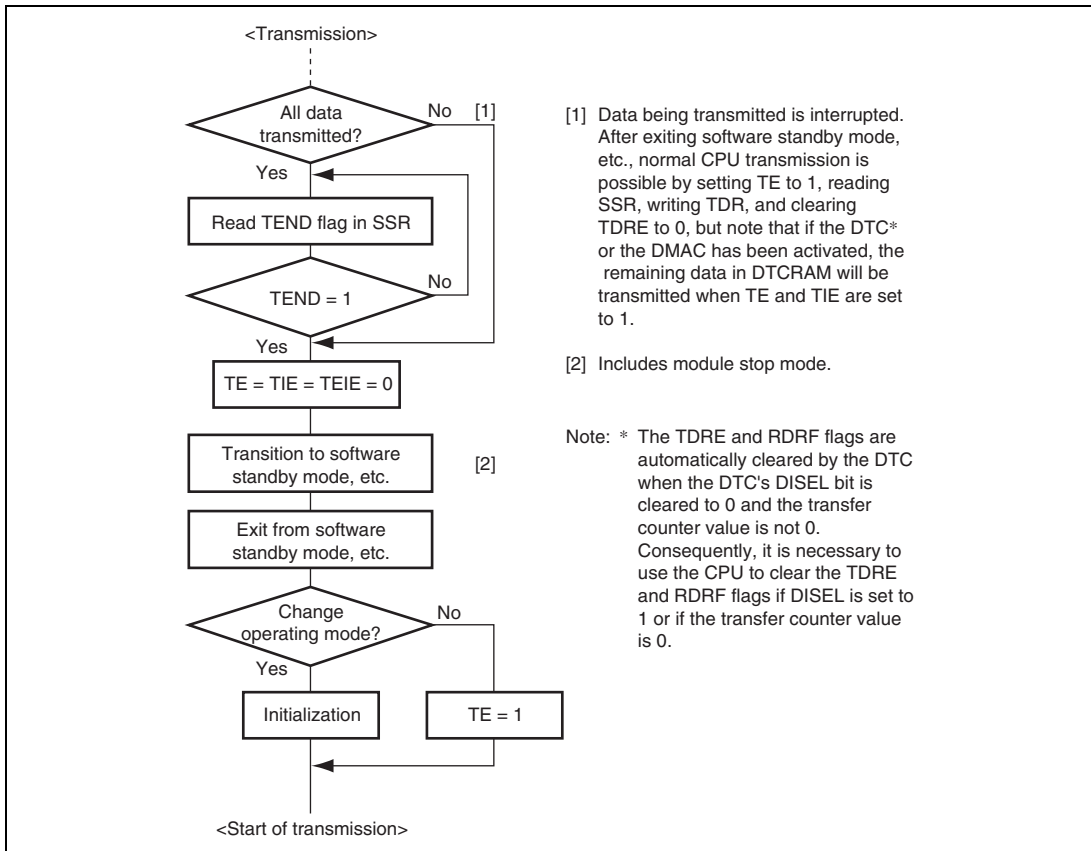 <Transmission>
All data
transmitted?
No [1]
Yes
Read TEND flag in SSR
No
TEND = 1
Yes
TE = TIE = TEIE = 0
Transition to software
standby mode, etc.
[2]
Exit from software
standby mode, etc.
Change
operating mode?
No
Yes
Initialization
TE = 1
<Start of transmission>
[1] Data being transmitted is interrupted.
After exiting software standby mode,
etc., normal CPU transmission is
possible by setting TE to 1, reading
SSR, writing TDR, and clearing
TDRE to 0, but note that if the DTC*
or the DMAC has been activated, the
remaining data in DTCRAM will be
transmitted when TE and TIE are set
to 1.
[2] Includes module stop mode.
Note: * The TDRE and RDRF flags are
automatically cleared by the DTC
when the DTC's DISEL bit is
cleared to 0 and the transfer
counter value is not 0.
Consequently, it is necessary to
use the CPU to clear the TDRE
and RDRF flags if DISEL is set to
1 or if the transfer counter value
is 0.